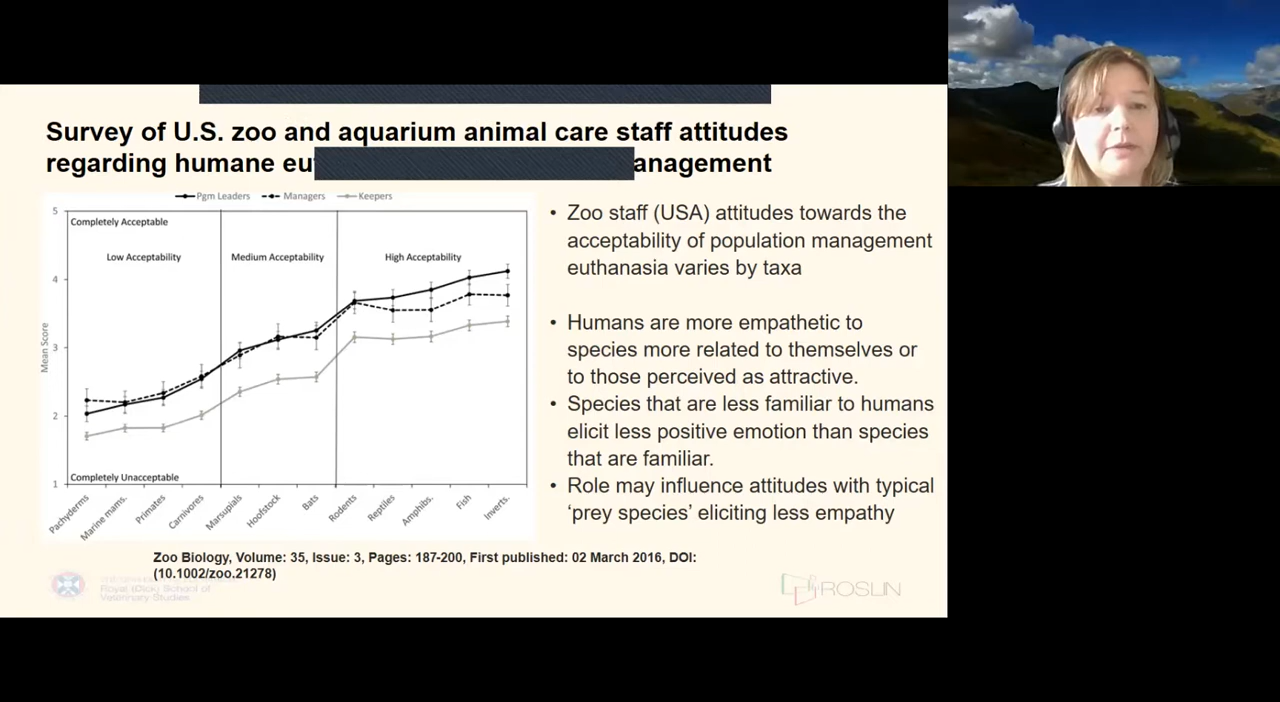 Survey of U.S. zoo and aquarium animal care staff attitudes
regarding humane eu anagement
Pgm Leaders Managers Keepers
5
Completely Acceptable
Low Acceptability Medium Acceptability High Acceptability
4
Mean Score
3
2
Completely Unacceptable
1
Pachyderms Marine mams. Primates Carnivores Marsupials Hoofstock Bats Rodents Reptiles Amphibs. Fish Inverts.
• Zoo staff (USA) attitudes towards the
acceptability of population management
euthanasia varies by taxa
• Humans are more empathetic to
species more related to themselves or
to those perceived as attractive.
• Species that are less familiar to humans
elicit less positive emotion than species
that are familiar.
• Role may influence attitudes with typical
‘prey species’ eliciting less empathy
Zoo Biology, Volume: 35, Issue: 3, Pages: 187-200, First published: 02 March 2016, DOI:
(10.1002/zoo.21278)
Royal (Dick) School of
Veterinary Studies
ROSLIN